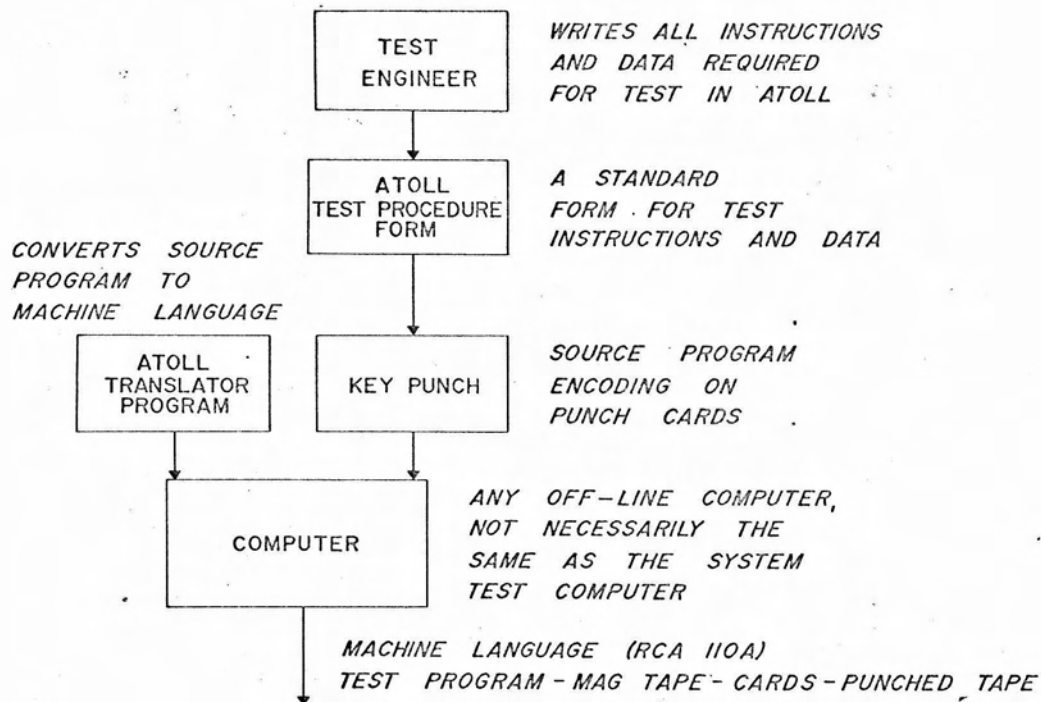 TEST
ENGINEER
WRITES ALL INSTRUCTIONS
AND DATA REQUIRED
FOR TEST IN ATOLL
ATOLL
TEST PROCEDURE
FORM
A STANDARD
FORM FOR TEST
INSTRUCTIONS AND DATA
CONVERTS SOURCE
PROGRAM TO
MACHINE LANGUAGE
ATOLL
TRANSLATOR
PROGRAM
KEY PUNCH
SOURCE PROGRAM
ENCODING ON
PUNCH CARDS
COMPUTER
ANY OFF-LINE COMPUTER,
NOT NECESSARILY THE
SAME AS THE SYSTEM
TEST COMPUTER
MACHINE LANGUAGE (RCA 110A)
TEST PROGRAM - MAG TAPE - CARDS - PUNCHED TAPE